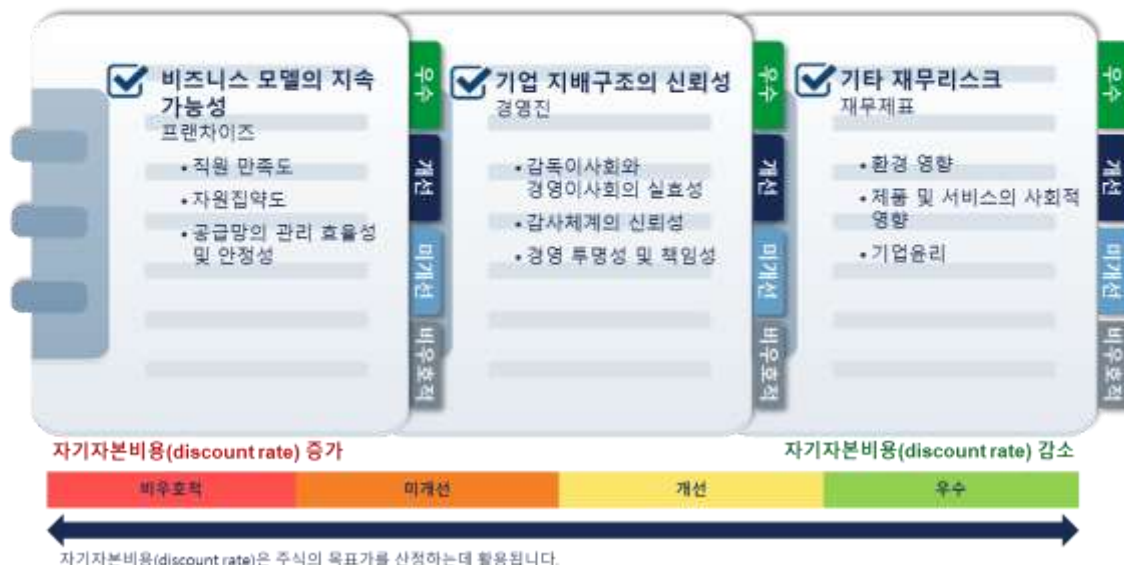 비즈니스 모델의 지속
가능성
프랜차이즈
• 직원 만족도
• 자원집약도
• 공급망의 관리 효율성
및 안정성
우수
개선
미개선
비우호적
기업 지배구조의 신뢰성
경영진
• 감독이사회와
경영이사회의 실효성
• 감사체계의 신뢰성
• 경영 투명성 및 책임성
우수
개선
미개선
비우호적
기타 재무리스크
재무제표
• 환경 영향
• 제품 및 서비스의 사회적
영향
• 기업윤리
우수
개선
미개선
비우호적
자기자본비용(discount rate) 증가
자기자본비용(discount rate) 감소
비우호적
미개선
개선
우수
자기자본비용(discount rate)은 주식의 목표가를 산정하는데 활용됩니다.